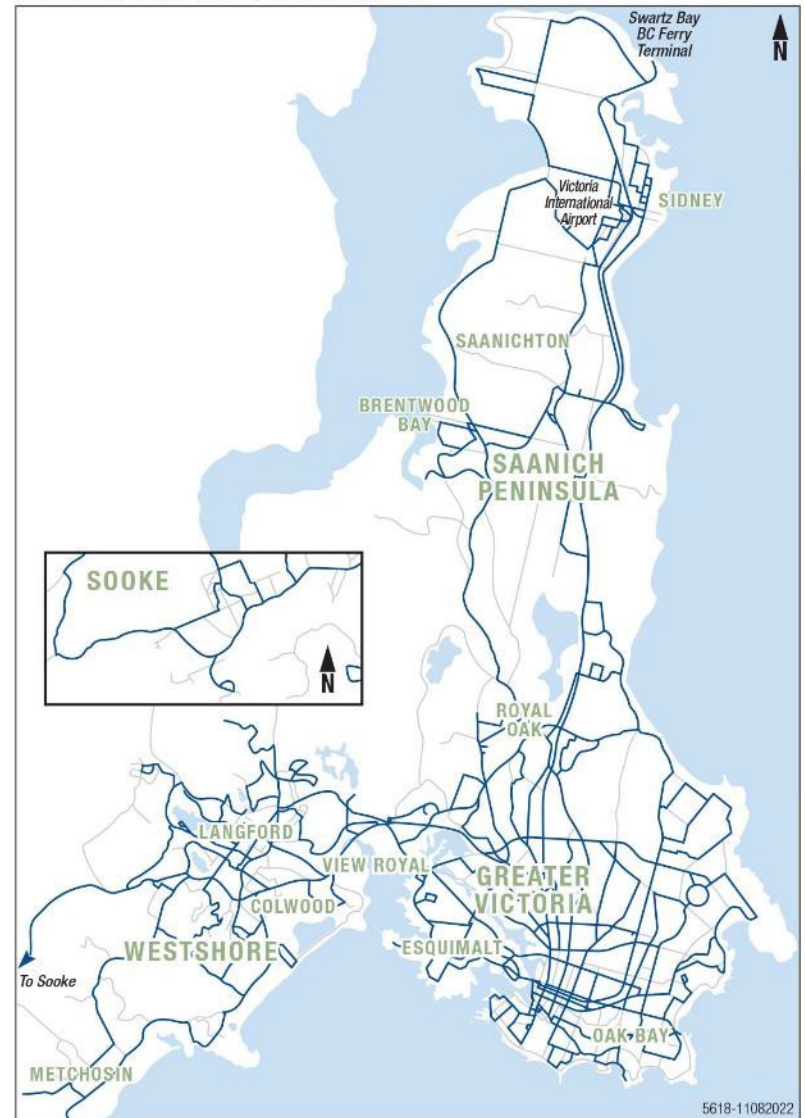 Swartz Bay
BC Ferry
Terminal
N
Victoria
International
Airport
SIDNEY
SAANICHTON
BRENTWOOD
BAY
SAANICH
PENINSULA
SOOKE
N
ROYAL
OAK
LANGFORD
VIEW ROYAL
GREATER
VICTORIA
COLWOOD
WESTSHORE
ESQUIMALT
To Sooke
OAK BAY
METCHOSIN
5618-11082022